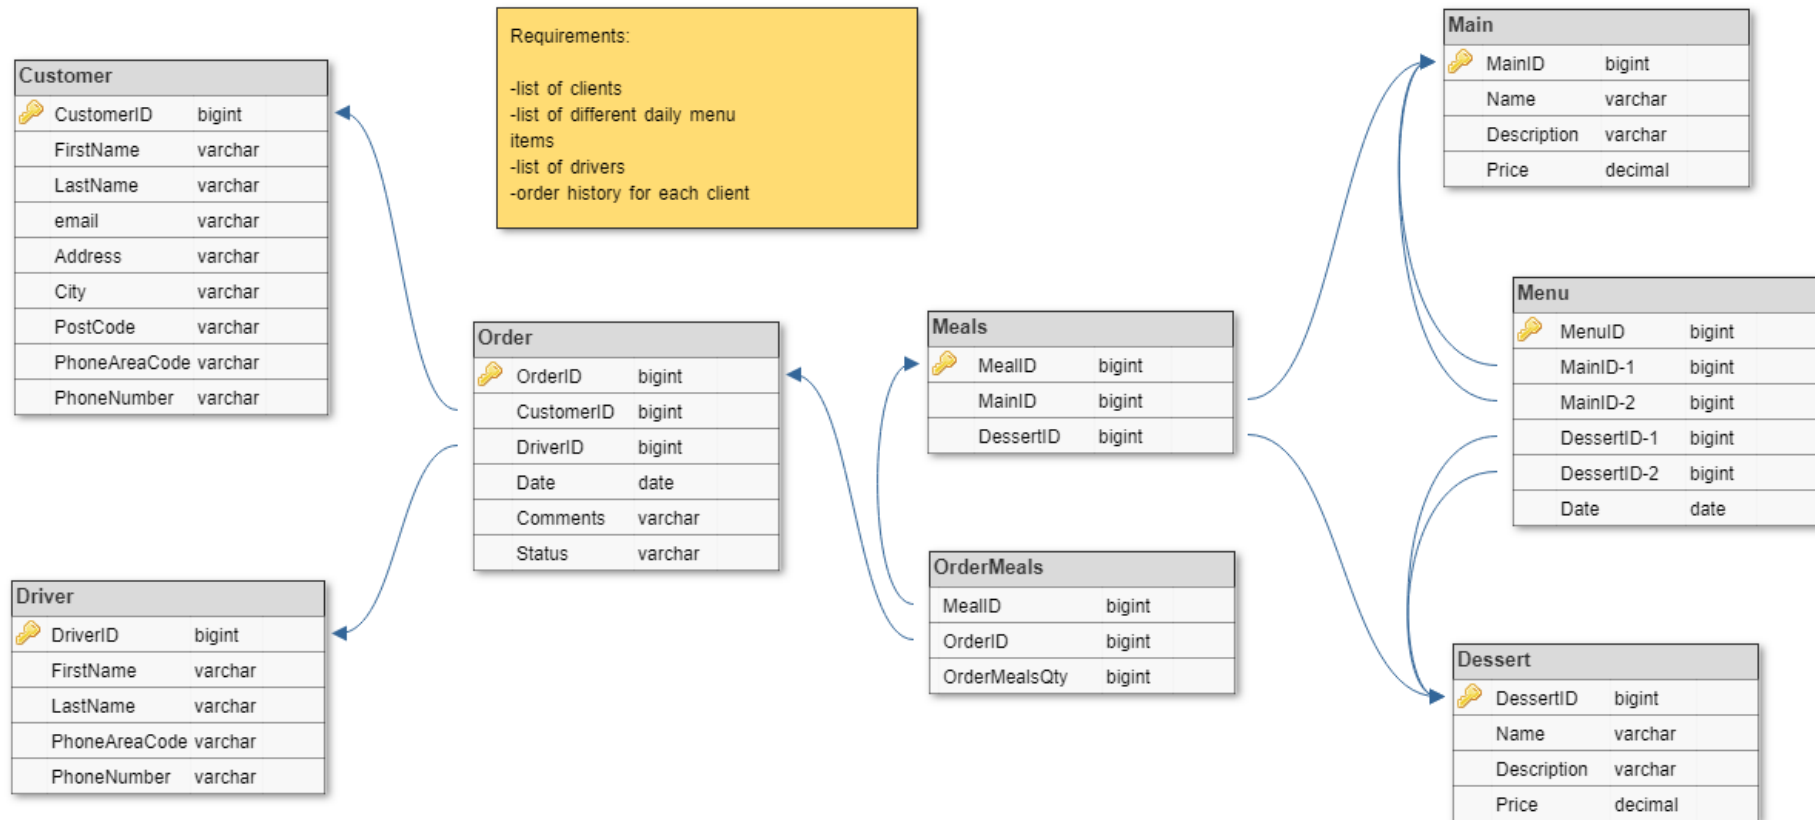 Customer
CustomerID bigint
FirstName varchar
LastName varchar
email varchar
Address varchar
City varchar
PostCode varchar
PhoneAreaCode varchar
PhoneNumber varchar
Driver
DriverID bigint
FirstName varchar
LastName varchar
PhoneAreaCode varchar
PhoneNumber varchar
Requirements:
-list of clients
-list of different daily menu
items
-list of drivers
-order history for each client
Order
OrderID bigint
CustomerID bigint
DriverID bigint
Date date
Comments varchar
Status varchar
Meals
MealID bigint
MainID bigint
DessertID bigint
OrderMeals
MealID bigint
OrderID bigint
OrderMealsQty bigint
Main
MainID bigint
Name varchar
Description varchar
Price decimal
Menu
MenuID bigint
MainID-1 bigint
MainID-2 bigint
DessertID-1 bigint
DessertID-2 bigint
Date date
Dessert
DessertID bigint
Name varchar
Description varchar
Price decimal